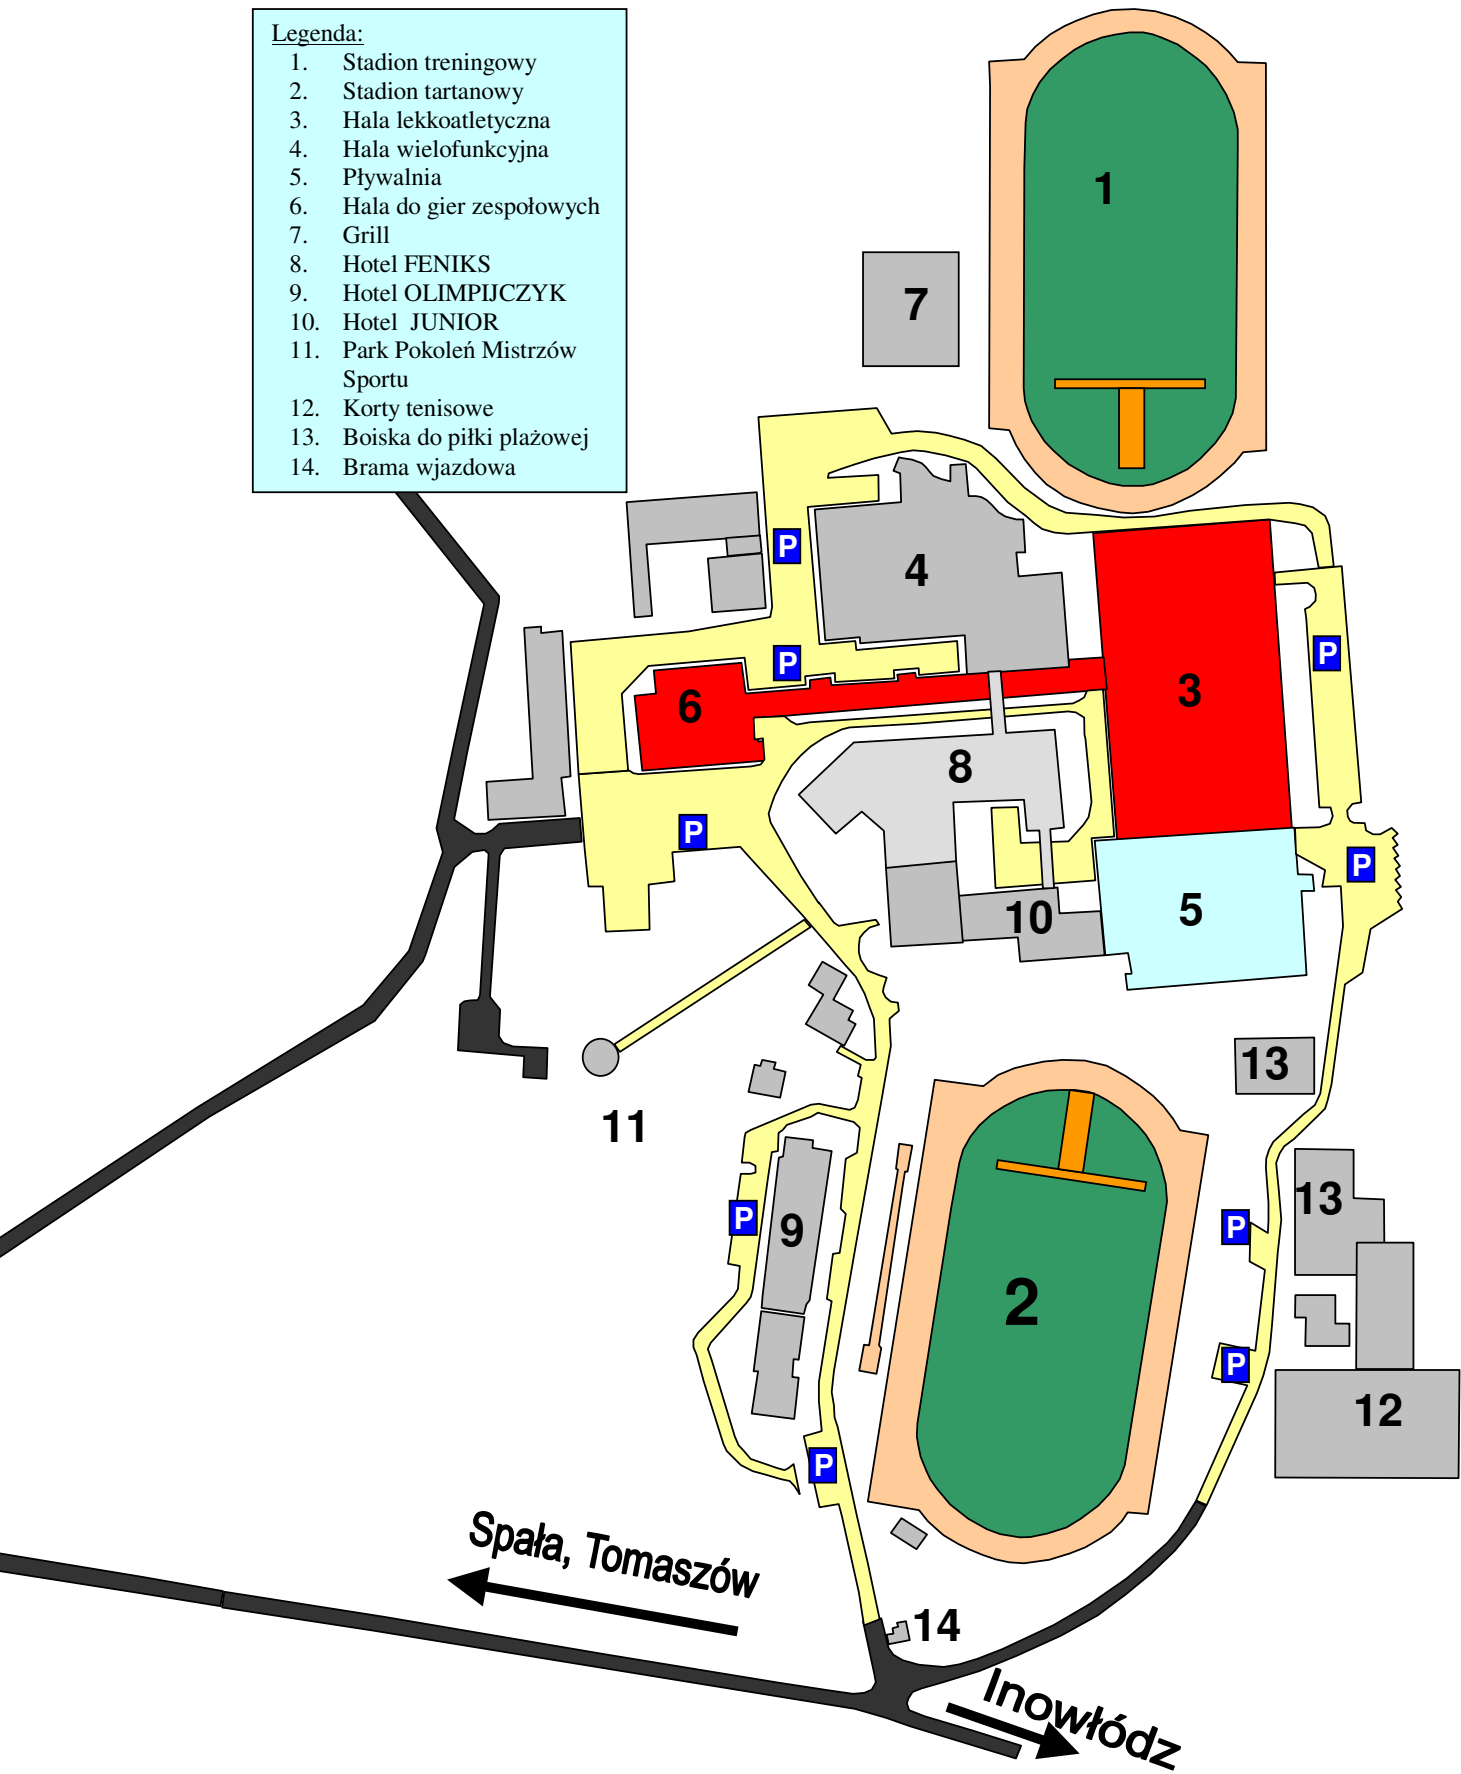 Legenda:
1. Stadion treningowy
2. Stadion tartanowy
3. Hala lekkoatletyczna
4. Hala wielofunkcyjna
5. Pływalnia
6. Hala do gier zespołowych
7. Grill
8. Hotel FENIKS
9. Hotel OLIMPIJCZYK
10. Hotel JUNIOR
11. Park Pokoleń Mistrzów
Sportu
12. Korty tenisowe
13. Boiska do piłki plażowej
14. Brama wjazdowa
1
7
P
4
P
P
3
6
8
P
P
5
10
13
11
13
P
P
9
2
P
12
P
Spała, Tomaszów
14
Inowłódz